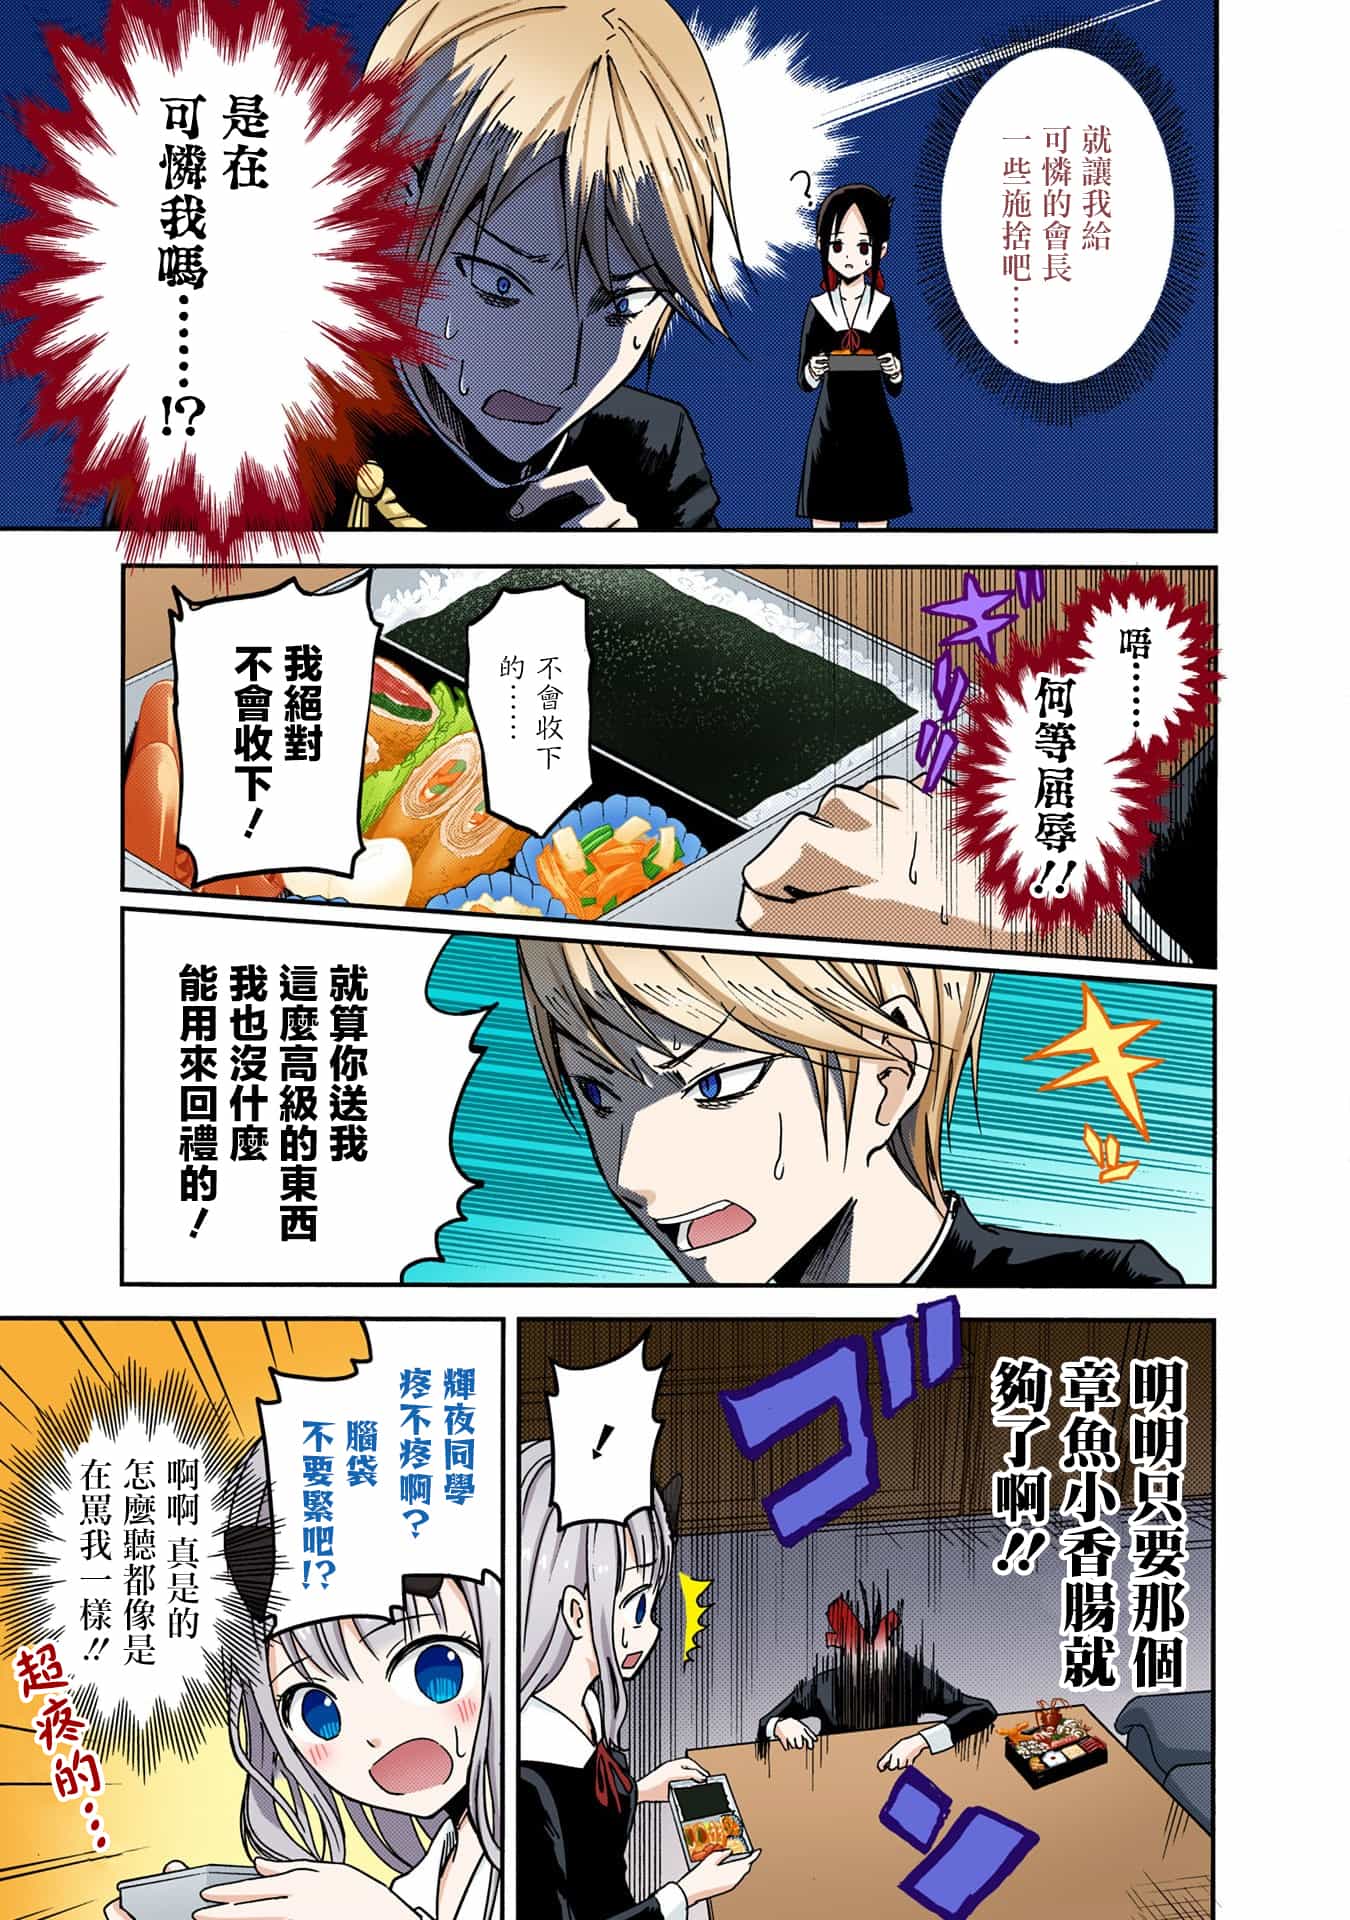 就讓我給
可憐的會長
一些施捨吧……
?
是在
可憐我嗎………!?
唔……
何等屈辱!!
不會收下
的……
我絕對
不會收下!
就算你送我
這麼高級的東西
我也沒什麼
能用來回禮的!
明明只要那個
章魚小香腸就
夠了啊!!
ゴ
ン
!
輝夜同學
疼不疼啊?
腦袋
不要緊吧!?
啊啊 真是的
怎麼聽都像是
在罵我一樣!!
超疼的…